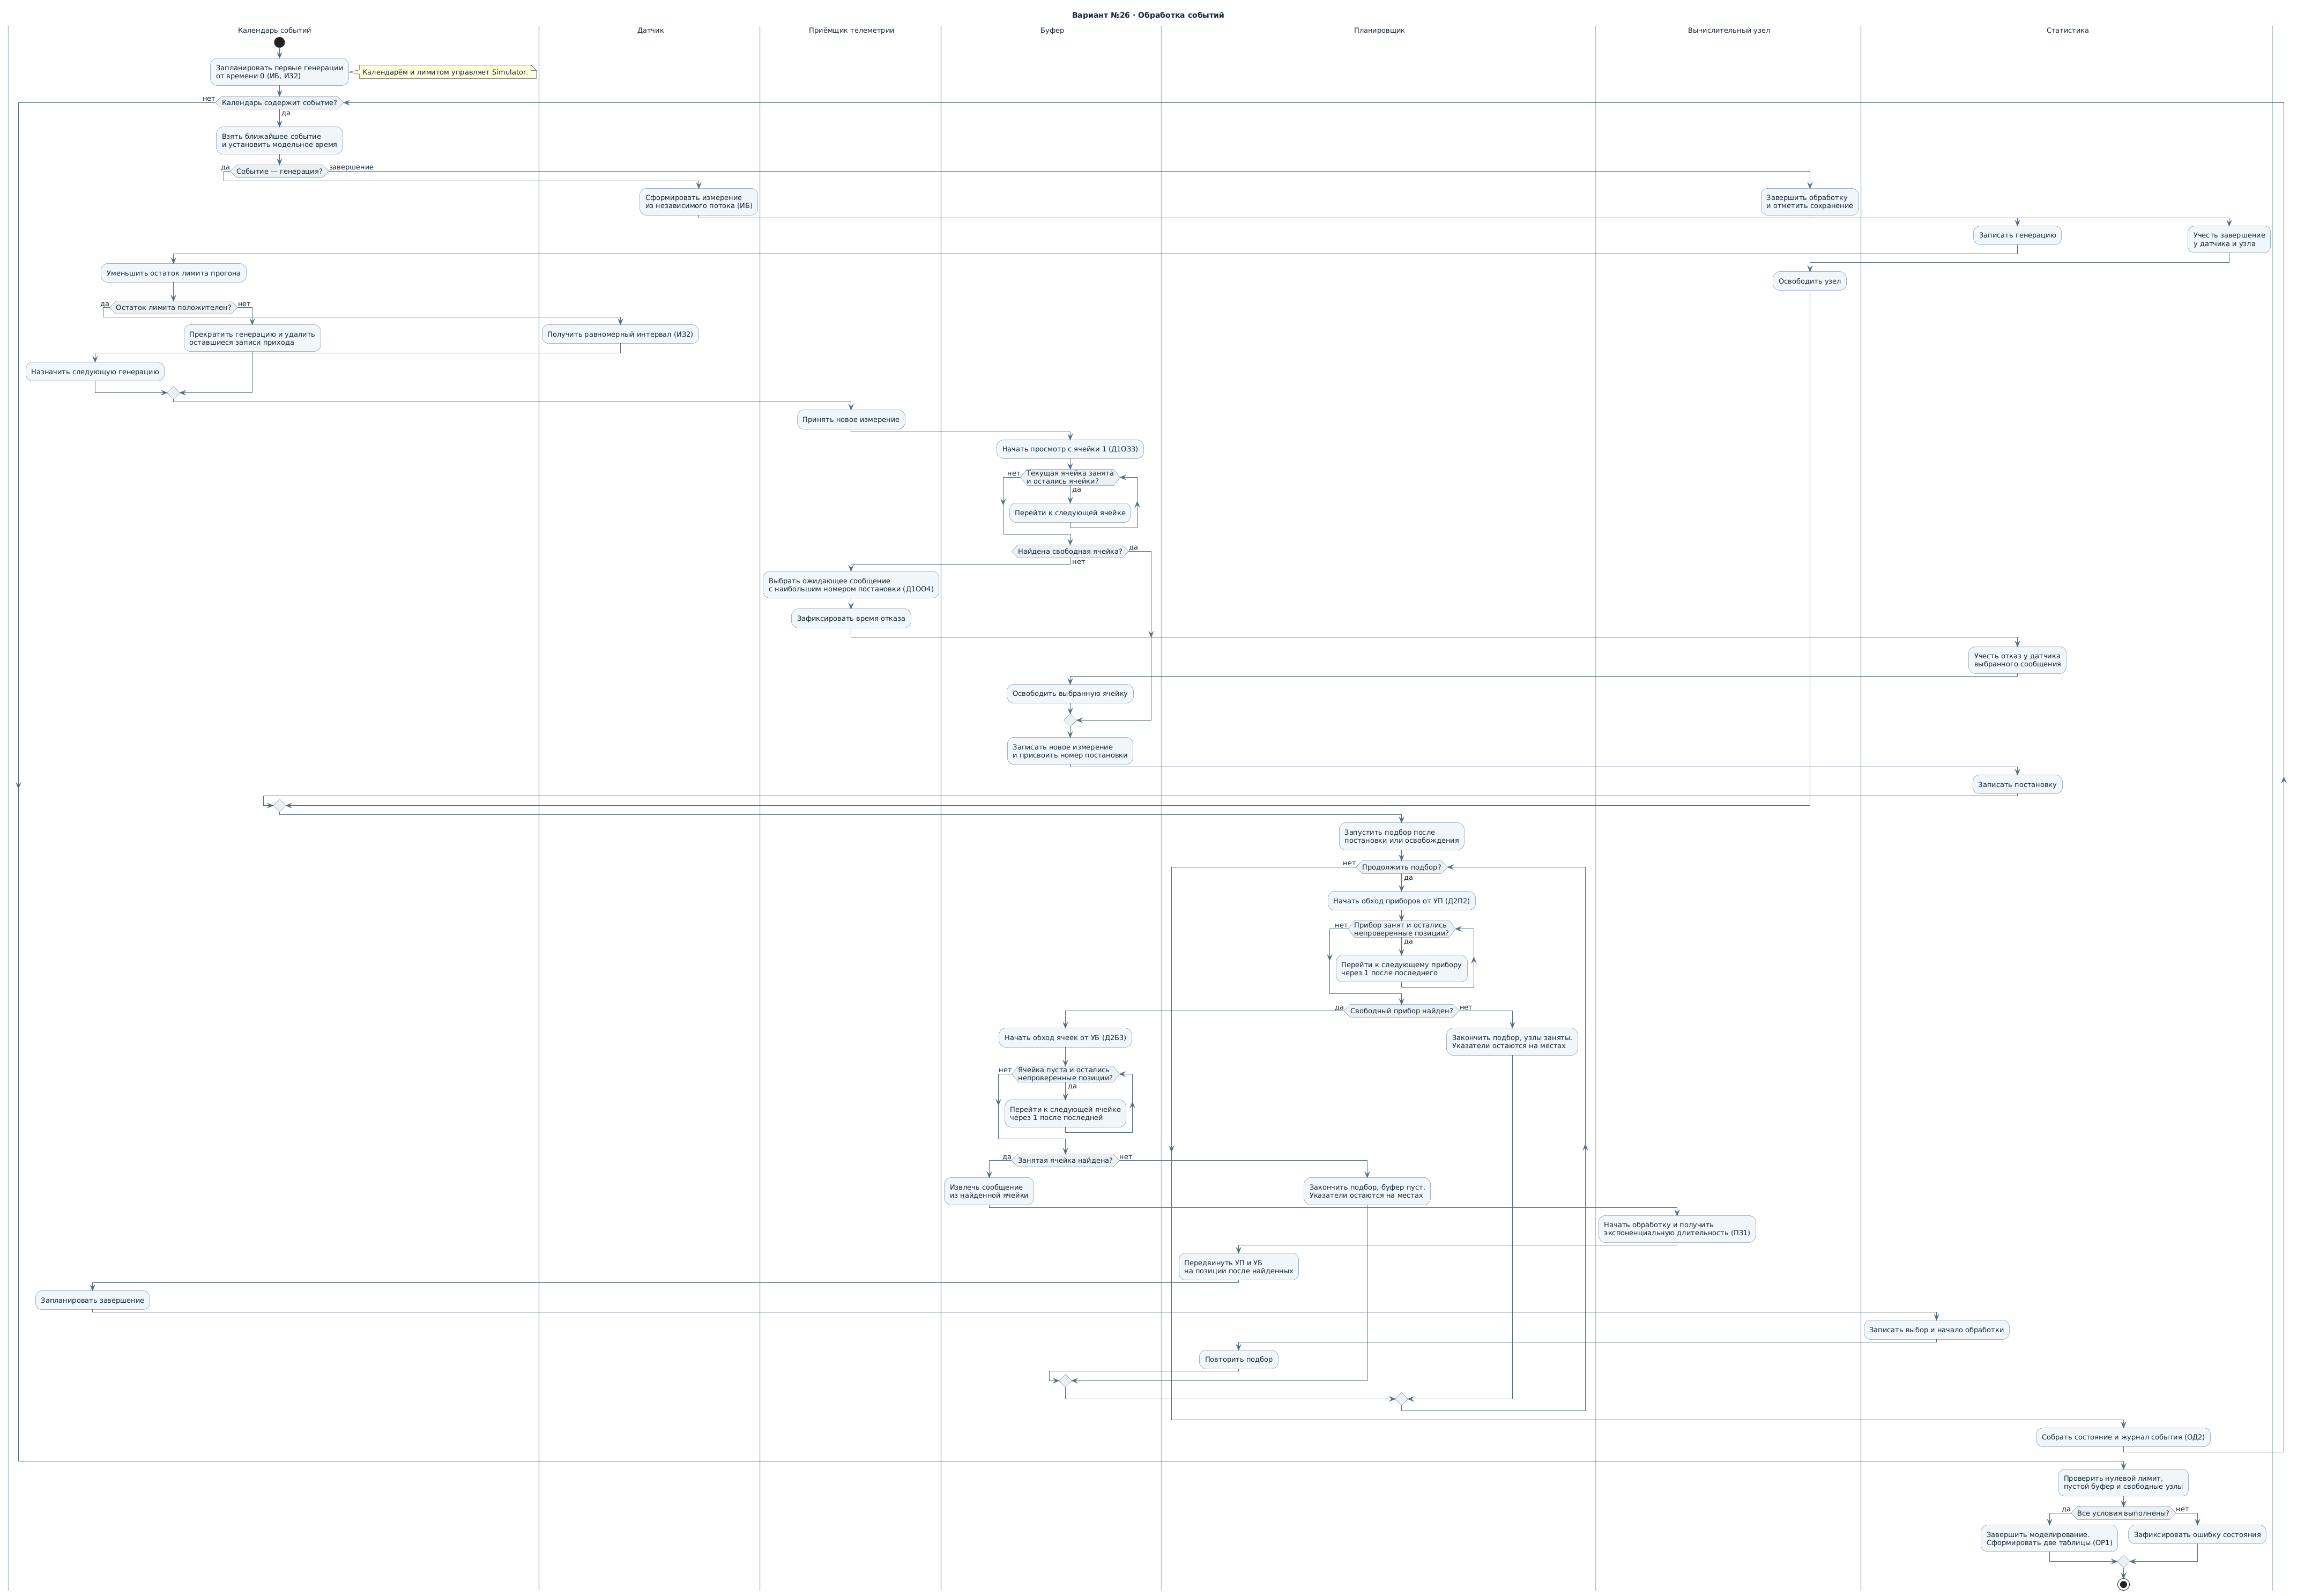 Вариант №26 · Обработка событий
Календарь событий
Датчик
Приёмщик телеметрии
Буфер
Планировщик
Вычислительный узел
Статистика
Запланировать первые генерации
от времени 0 (ИБ, ИЗ2)
Календарём и лимитом управляет Simulator.
нет
Календарь содержит событие?
да
Взять ближайшее событие
и установить модельное время
да
Событие — генерация?
завершение
Сформировать измерение
из независимого потока (ИБ)
Завершить обработку
и отметить сохранение
Записать генерацию
Учесть завершение
у датчика и узла
Уменьшить остаток лимита прогона
Освободить узел
да
Остаток лимита положителен?
нет
Прекратить генерацию и удалить
оставшиеся записи прихода
Получить равномерный интервал (ИЗ2)
Назначить следующую генерацию
Принять новое измерение
Начать просмотр с ячейки 1 (Д1ОЗ3)
нет
Текущая ячейка занята
и остались ячейки?
да
Перейти к следующей ячейке
Найдена свободная ячейка?
да
нет
Выбрать ожидающее сообщение
с наибольшим номером постановки (Д1ОО4)
Зафиксировать время отказа
Учесть отказ у датчика
выбранного сообщения
Освободить выбранную ячейку
Записать новое измерение
и присвоить номер постановки
Записать постановку
Запустить подбор после
постановки или освобождения
нет
Продолжить подбор?
да
Начать обход приборов от УП (Д2П2)
нет
Прибор занят и остались
непроверенные позиции?
да
Перейти к следующему прибору
через 1 после последнего
да
Свободный прибор найден?
нет
Начать обход ячеек от УБ (Д2Б3)
Закончить подбор, узлы заняты.
Указатели остаются на местах
нет
Ячейка пуста и остались
непроверенные позиции?
да
Перейти к следующей ячейке
через 1 после последней
да
Занятая ячейка найдена?
нет
Извлечь сообщение
из найденной ячейки
Закончить подбор, буфер пуст.
Указатели остаются на местах
Начать обработку и получить
экспоненциальную длительность (ПЗ1)
Передвинуть УП и УБ
на позиции после найденных
Запланировать завершение
Записать выбор и начало обработки
Повторить подбор
Собрать состояние и журнал события (ОД2)
Проверить нулевой лимит,
пустой буфер и свободные узлы
да
Все условия выполнены?
нет
Завершить моделирование.
Сформировать две таблицы (ОР1)
Зафиксировать ошибку состояния